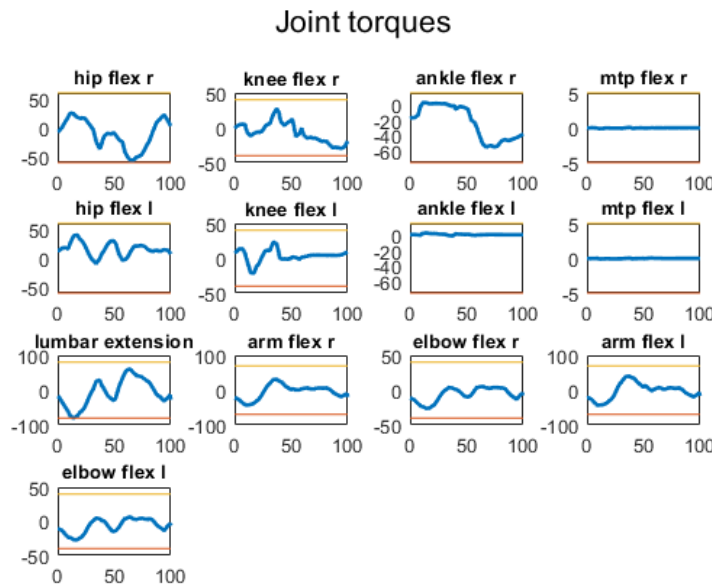 Joint torques
hip flex r
knee flex r
ankle flex r
mtp flex r
50
0
-50
0 50 100
50
0
-50
0 50 100
0
-20
-40
-60
0 50 100
5
0
-5
0 50 100
hip flex l
knee flex l
ankle flex l
mtp flex l
50
0
-50
0 50 100
50
0
-50
0 50 100
0
-20
-40
-60
0 50 100
5
0
-5
0 50 100
lumbar extension
arm flex r
elbow flex r
arm flex l
100
0
-100
0 50 100
100
0
-100
0 50 100
50
0
-50
0 50 100
100
0
-100
0 50 100
elbow flex l
50
0
-50
0 50 100